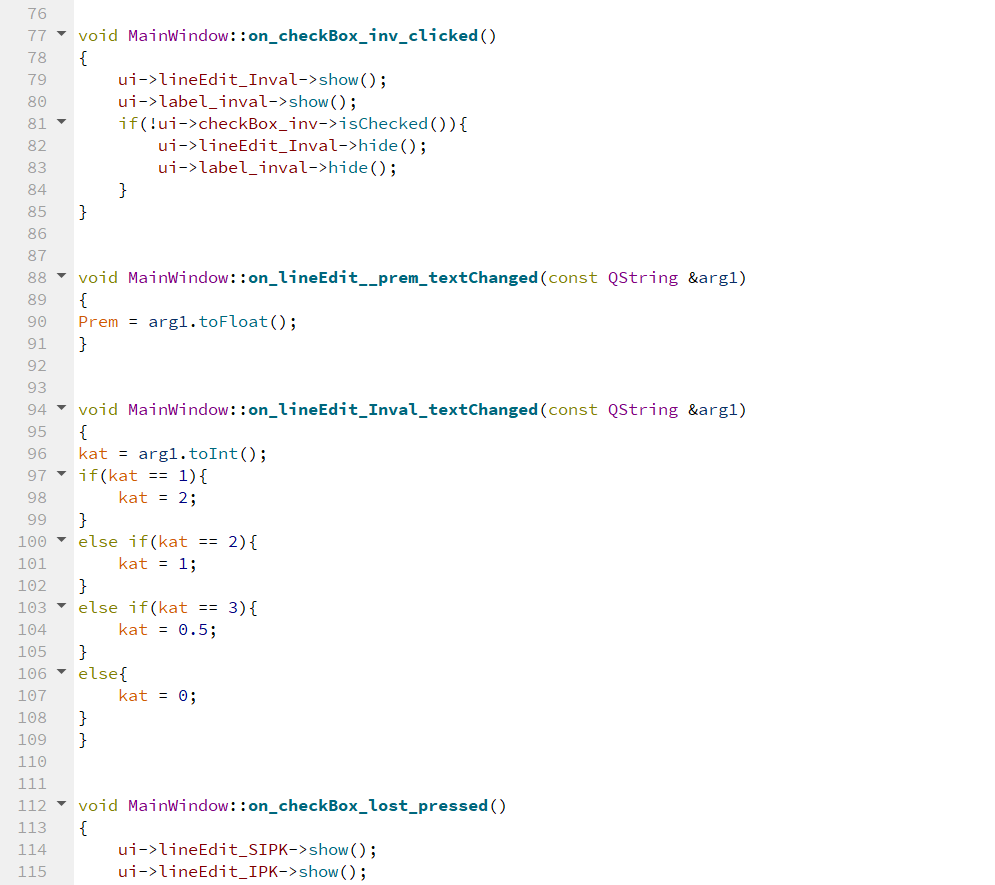 76
77 void MainWindow::on_checkBox_inv_clicked()
78 {
79     ui->lineEdit_Inval->show();
80     ui->label_inval->show();
81     if(!ui->checkBox_inv->isChecked()){
82         ui->lineEdit_Inval->hide();
83         ui->label_inval->hide();
84     }
85 }
86
87
88 void MainWindow::on_lineEdit__prem_textChanged(const QString &arg1)
89 {
90 Prem = arg1.toFloat();
91 }
92
93
94 void MainWindow::on_lineEdit_Inval_textChanged(const QString &arg1)
95 {
96 kat = arg1.toInt();
97 if(kat == 1){
98     kat = 2;
99 }
100 else if(kat == 2){
101     kat = 1;
102 }
103 else if(kat == 3){
104     kat = 0.5;
105 }
106 else{
107     kat = 0;
108 }
109 }
110
111
112 void MainWindow::on_checkBox_lost_pressed()
113 {
114     ui->lineEdit_SIPK->show();
115     ui->lineEdit_IPK->show();